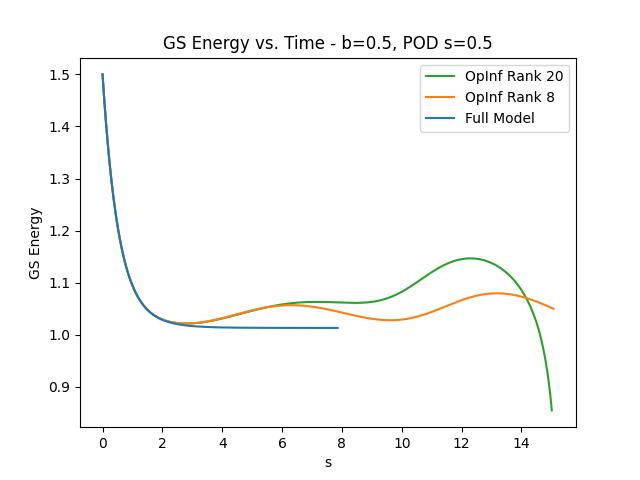 GS Energy vs. Time - b=0.5, POD s=0.5
OpInf Rank 20
OpInf Rank 8
Full Model
GS Energy
1.5
1.4
1.3
1.2
1.1
1.0
0.9
0 2 4 6 8 10 12 14
s